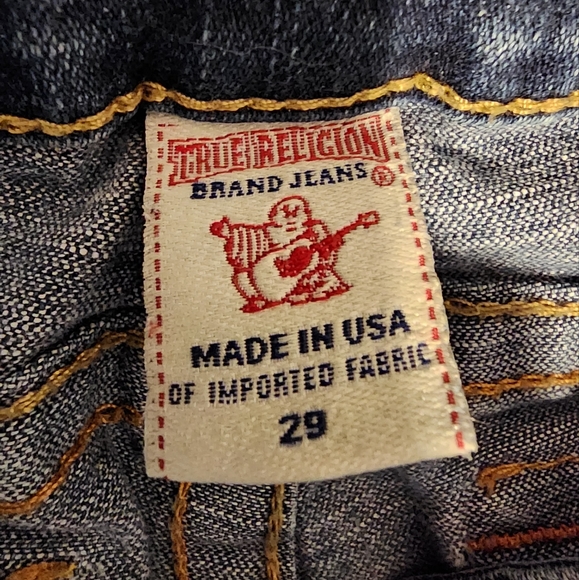 TRUE RELIGION
BRAND JEANS ®
MADE IN USA
OF IMPORTED FABRIC
29